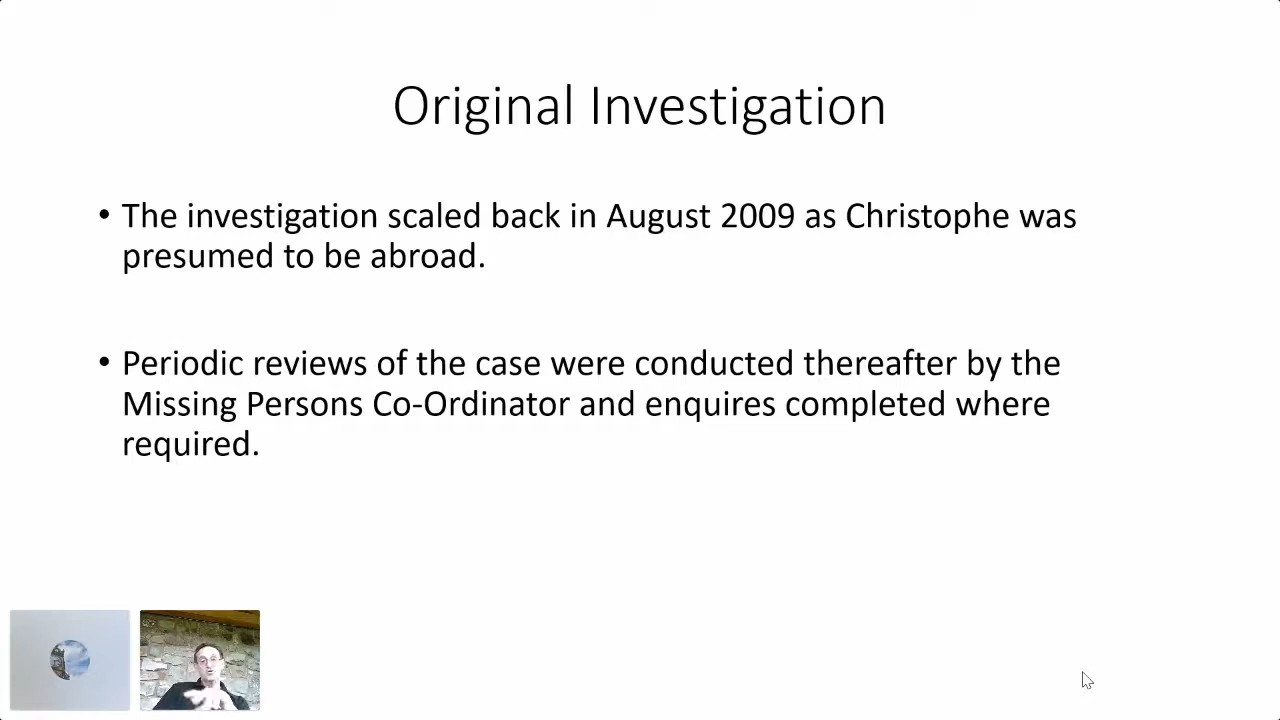 Original Investigation
• The investigation scaled back in August 2009 as Christophe was
presumed to be abroad.
• Periodic reviews of the case were conducted thereafter by the
Missing Persons Co-Ordinator and enquires completed where
required.